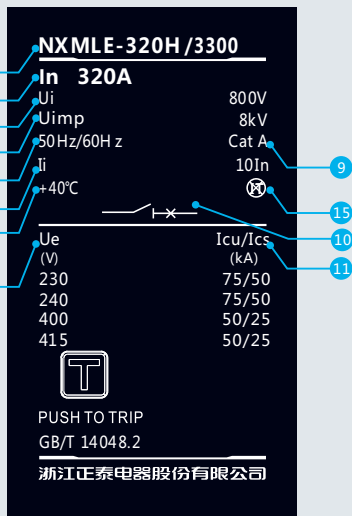 NXMLE-320H/3300
In 320A
Ui 800V
Uimp 8kV
50Hz/60Hz Cat A
Ii 10In
+40℃ IT
Ue Icu/Ics
(V) (kA)
230 75/50
240 75/50
400 50/25
415 50/25
T
PUSH TO TRIP
GB/T 14048.2
浙江正泰电器股份有限公司
9
15
10
11